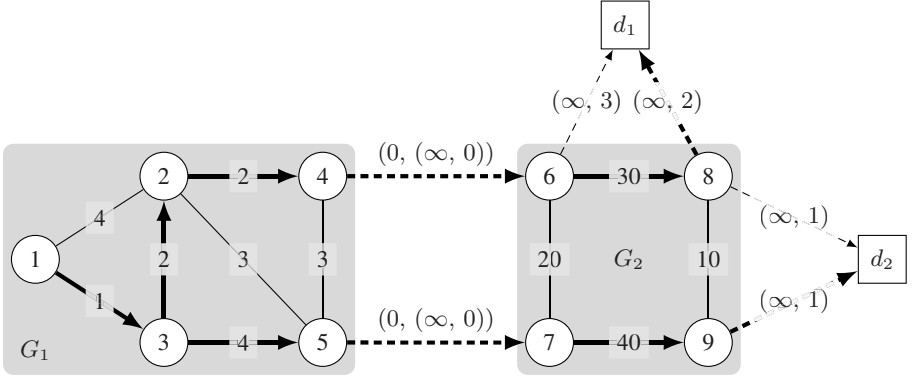 d₁
(∞, 3) (∞, 2)
2 2 4 (0, (∞, 0)) 6 30 8
4 (∞, 1)
1 2 3 3 20 G₂ 10 d₂
1 (∞, 1)
G₁ 3 4 5 (0, (∞, 0)) 7 40 9